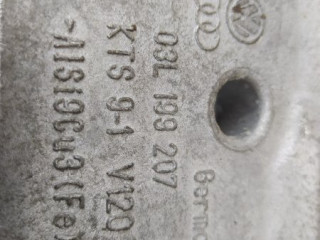 03L 199 207
KTS 9-1 V120
>AlSi9Cu3(Fe)